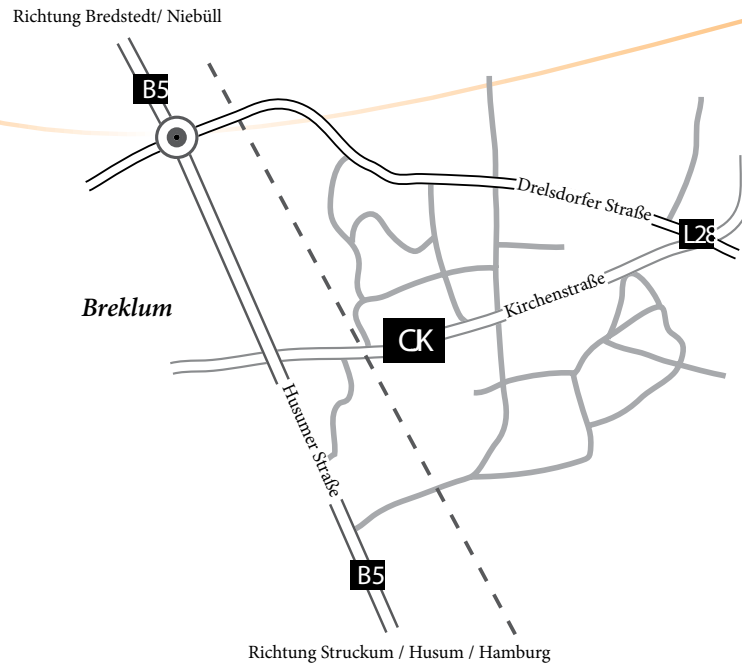 Richtung Bredstedt/ Niebüll
B5
Drelsdorfer Straße
L28
Kirchenstraße
Breklum
CK
Husumer Straße
B5
Richtung Struckum / Husum / Hamburg